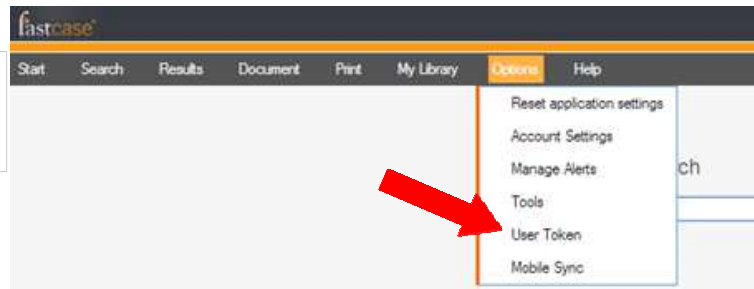 fastcase
Start Search Results Document Print My Library Options Help
Reset application settings
Account Settings
Manage Alerts
ch
Tools
User Token
Mobile Sync